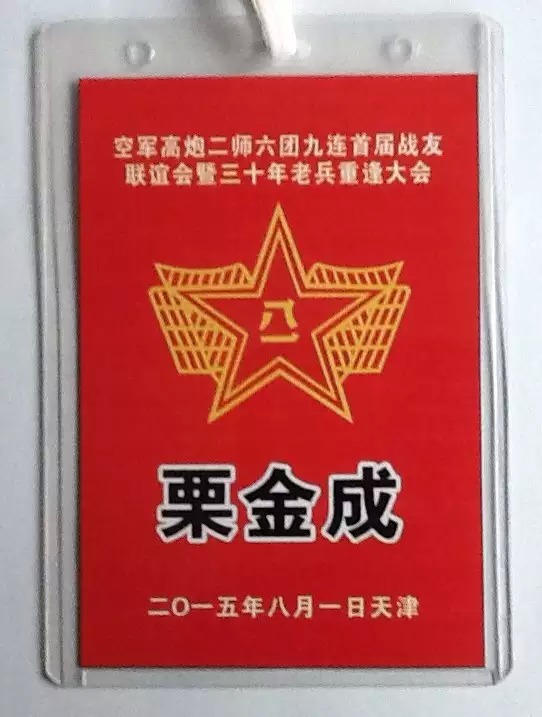 空军高炮二师六团九连首届战友
联谊会暨三十年老兵重逢大会
八一
栗金成
二〇一五年八月一日天津